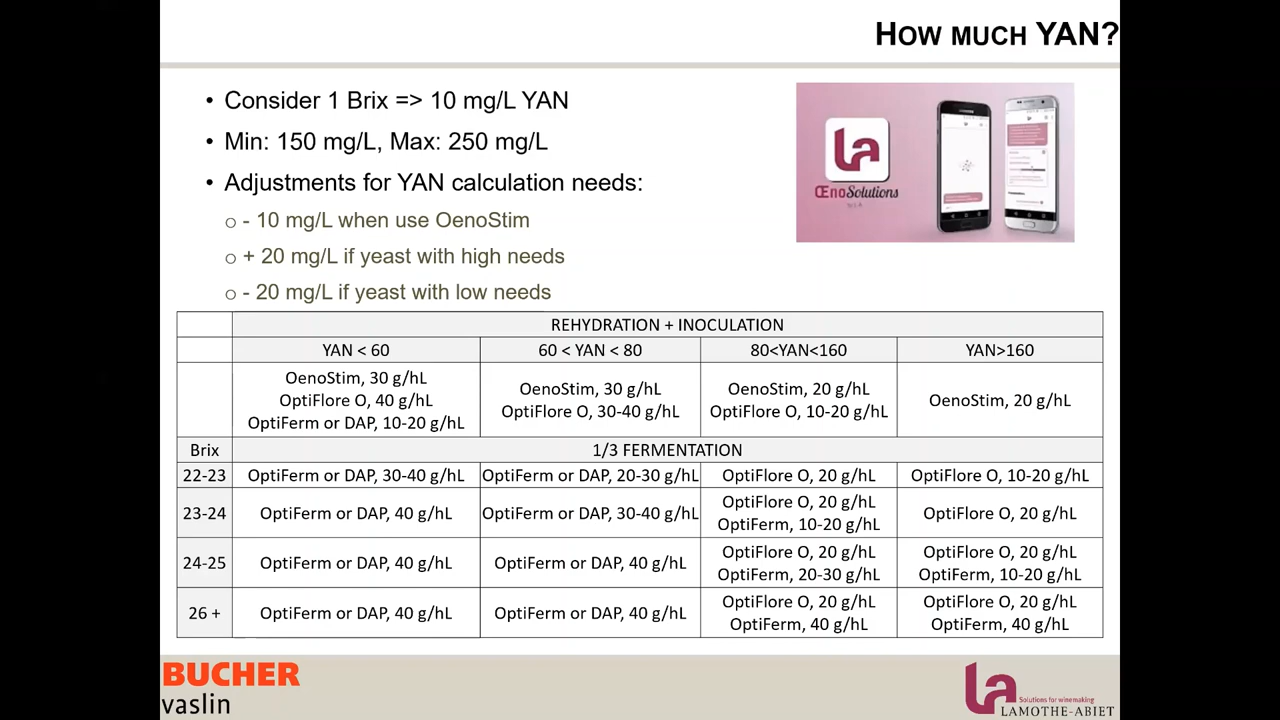 HOW MUCH YAN?
• Consider 1 Brix => 10 mg/L YAN
• Min: 150 mg/L, Max: 250 mg/L
• Adjustments for YAN calculation needs:
o - 10 mg/L when use OenoStim
o + 20 mg/L if yeast with high needs
o - 20 mg/L if yeast with low needs
La
ŒnoSolutions
REHYDRATION + INOCULATION
YAN < 60
60 < YAN < 80
80<YAN<160
YAN>160
OenoStim, 30 g/hL
OptiFlore O, 40 g/hL
OptiFerm or DAP, 10-20 g/hL
OenoStim, 30 g/hL
OptiFlore O, 30-40 g/hL
OenoStim, 20 g/hL
OptiFlore O, 10-20 g/hL
OenoStim, 20 g/hL
Brix
1/3 FERMENTATION
22-23
OptiFerm or DAP, 30-40 g/hL
OptiFerm or DAP, 20-30 g/hL
OptiFlore O, 20 g/hL
OptiFlore O, 10-20 g/hL
23-24
OptiFerm or DAP, 40 g/hL
OptiFerm or DAP, 30-40 g/hL
OptiFlore O, 20 g/hL
OptiFerm, 10-20 g/hL
OptiFlore O, 20 g/hL
24-25
OptiFerm or DAP, 40 g/hL
OptiFerm or DAP, 40 g/hL
OptiFlore O, 20 g/hL
OptiFerm, 20-30 g/hL
OptiFlore O, 20 g/hL
OptiFerm, 10-20 g/hL
26 +
OptiFerm or DAP, 40 g/hL
OptiFerm or DAP, 40 g/hL
OptiFlore O, 20 g/hL
OptiFerm, 40 g/hL
OptiFlore O, 20 g/hL
OptiFerm, 40 g/hL
BUCHER
vaslin
La
Solutions for winemaking
LAMOTHE-ABIET